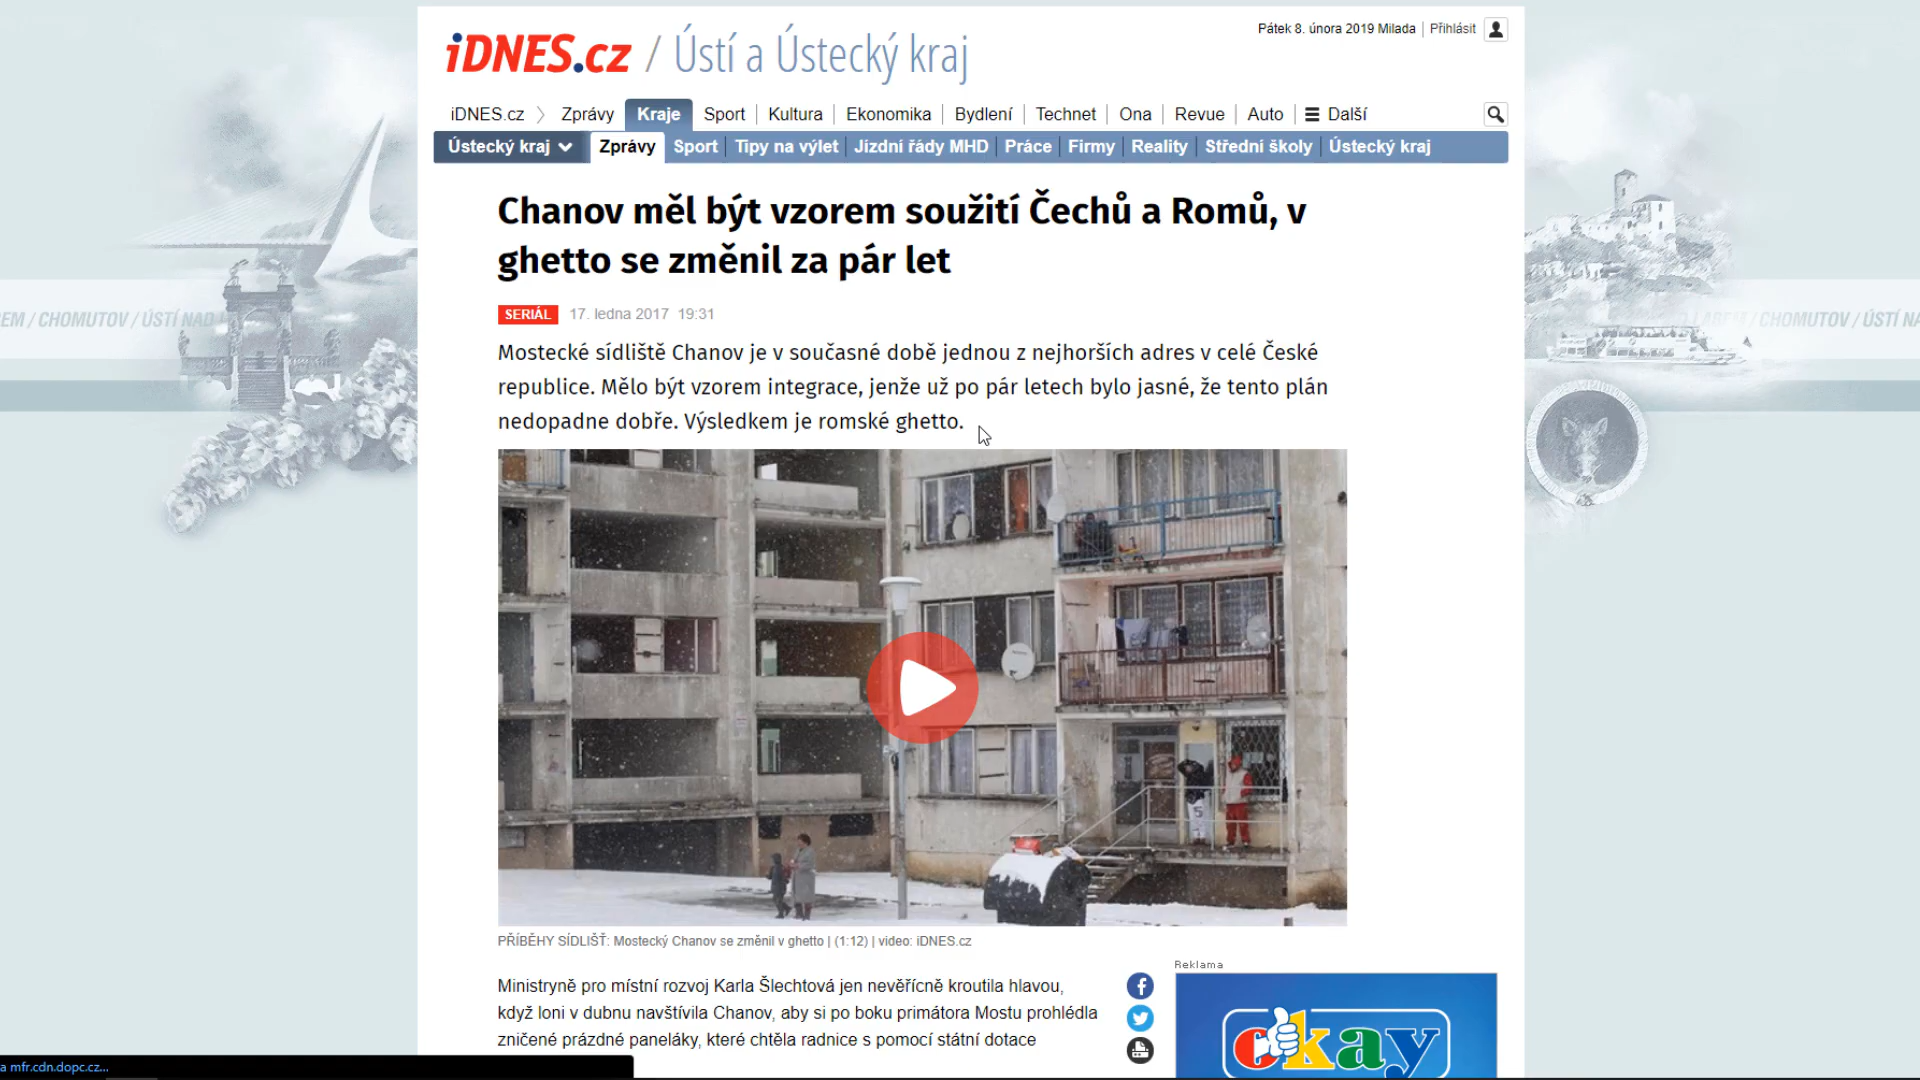 iDNES.cz / Ústí a Ústecký kraj
Pátek 8. února 2019 Milada | Přihlásit
iDNES.cz Zprávy Kraje Sport Kultura Ekonomika Bydlení Technet Ona Revue Auto Další
Ústecký kraj Zprávy Sport Tipy na výlet Jízdní řády MHD Práce Firmy Reality Střední školy Ústecký kraj
Chanov měl být vzorem soužití Čechů a Romů, v
ghetto se změnil za pár let
SERIÁL 17. ledna 2017 19:31
EM / CHOMUTOV / ÚSTÍ NAD
/ CHOMUTOV / ÚSTÍ NA
Mostecké sídliště Chanov je v současné době jednou z nejhorších adres v celé České
republice. Mělo být vzorem integrace, jenže už po pár letech bylo jasné, že tento plán
nedopadne dobře. Výsledkem je romské ghetto.
5
PŘÍBĚHY SÍDLIŠŤ: Mostecký Chanov se změnil v ghetto | (1:12) | video: iDNES.cz
Ministryně pro místní rozvoj Karla Šlechtová jen nevěřícně kroutila hlavou,
když loni v dubnu navštívila Chanov, aby si po boku primátora Mostu prohlédla
zničené prázdné paneláky, které chtěla radnice s pomocí státní dotace
Reklama
okay
a mfr.cdn.dopc.cz...